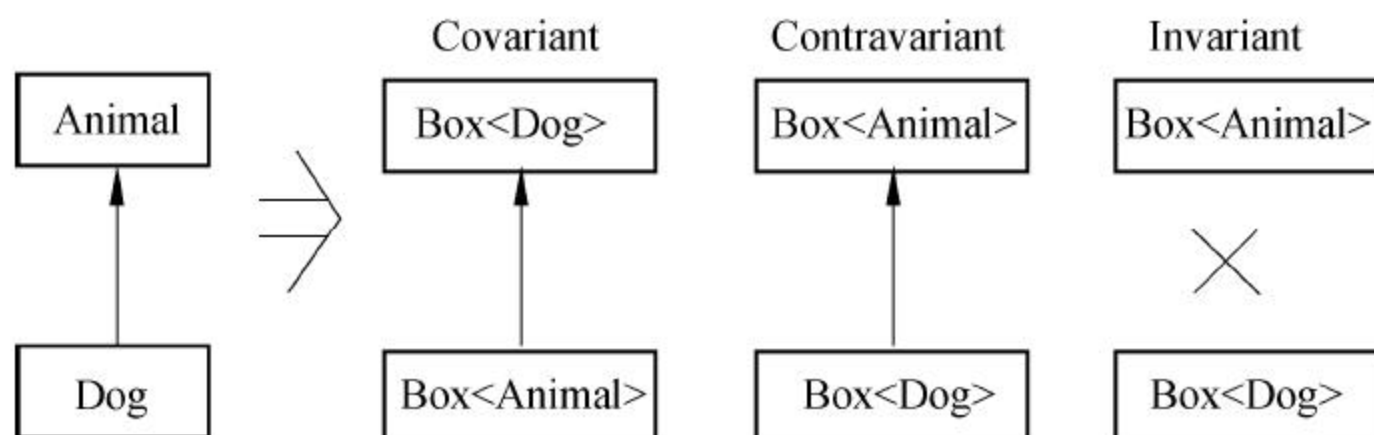 Covariant
Contravariant
Invariant
Animal
Box<Dog>
Box<Animal>
Box<Animal>
Dog
Box<Animal>
Box<Dog>
Box<Dog>